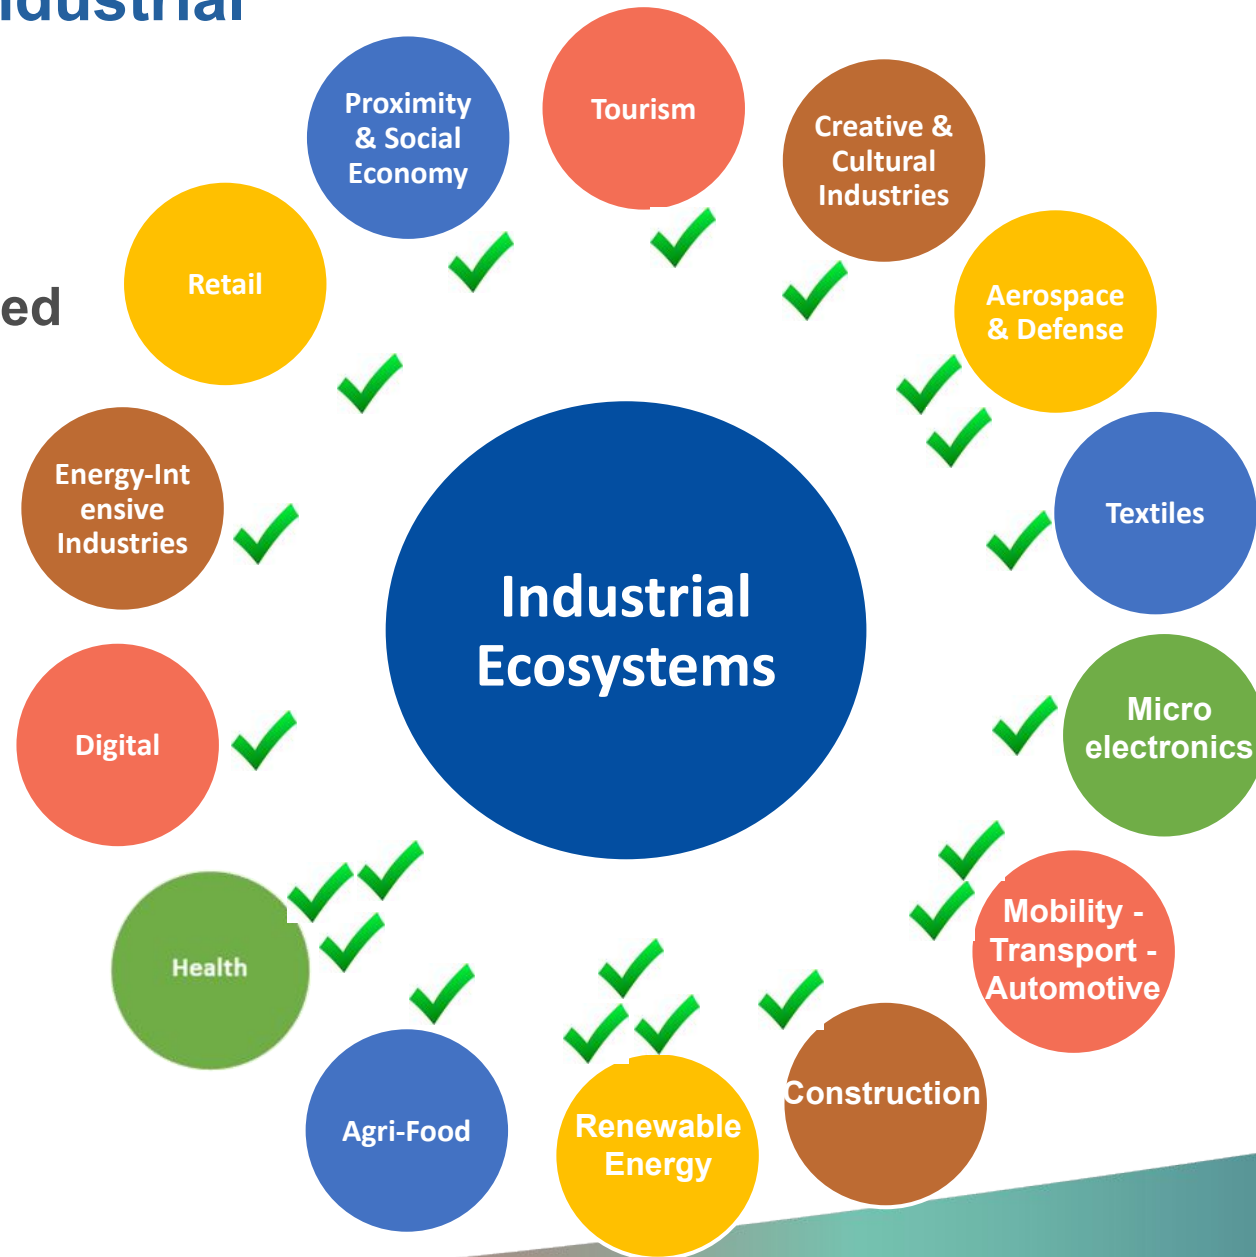 ndustrial
Tourism
Proximity
& Social
Economy
Creative &
Cultural
Industries
Retail
ed
Aerospace
& Defense
Energy-Int
ensive
Industries
Textiles
Industrial
Ecosystems
Micro
electronics
Digital
Mobility -
Transport -
Automotive
Health
Construction
Agri-Food
Renewable
Energy